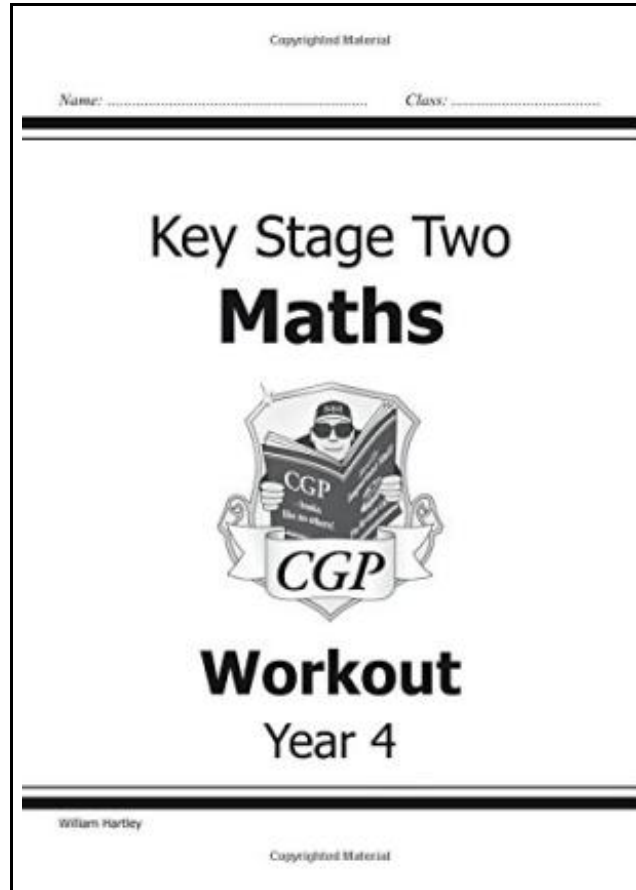 Copyrighted Material
Name: ............................................................ Class: ...................................
Key Stage Two
Maths
CGP
CGP
Workout
Year 4
William Hartley
Copyrighted Material